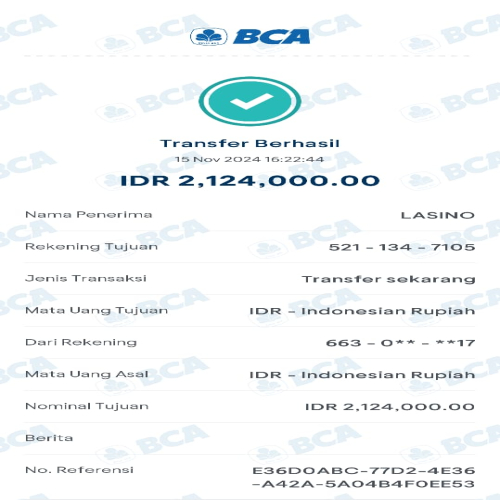 BCA
Transfer Berhasil
15 Nov 2024 16:22:44
IDR 2,124,000.00
Nama Penerima LASINO
Rekening Tujuan 521 - 134 - 7105
Jenis Transaksi Transfer sekarang
Mata Uang Tujuan IDR - Indonesian Rupiah
Dari Rekening 663 - 0** - **17
Mata Uang Asal IDR - Indonesian Rupiah
Nominal Tujuan IDR 2,124,000.00
Berita
No. Referensi E36D0ABC-77D2-4E36
-A42A-5A04B4F0EE53